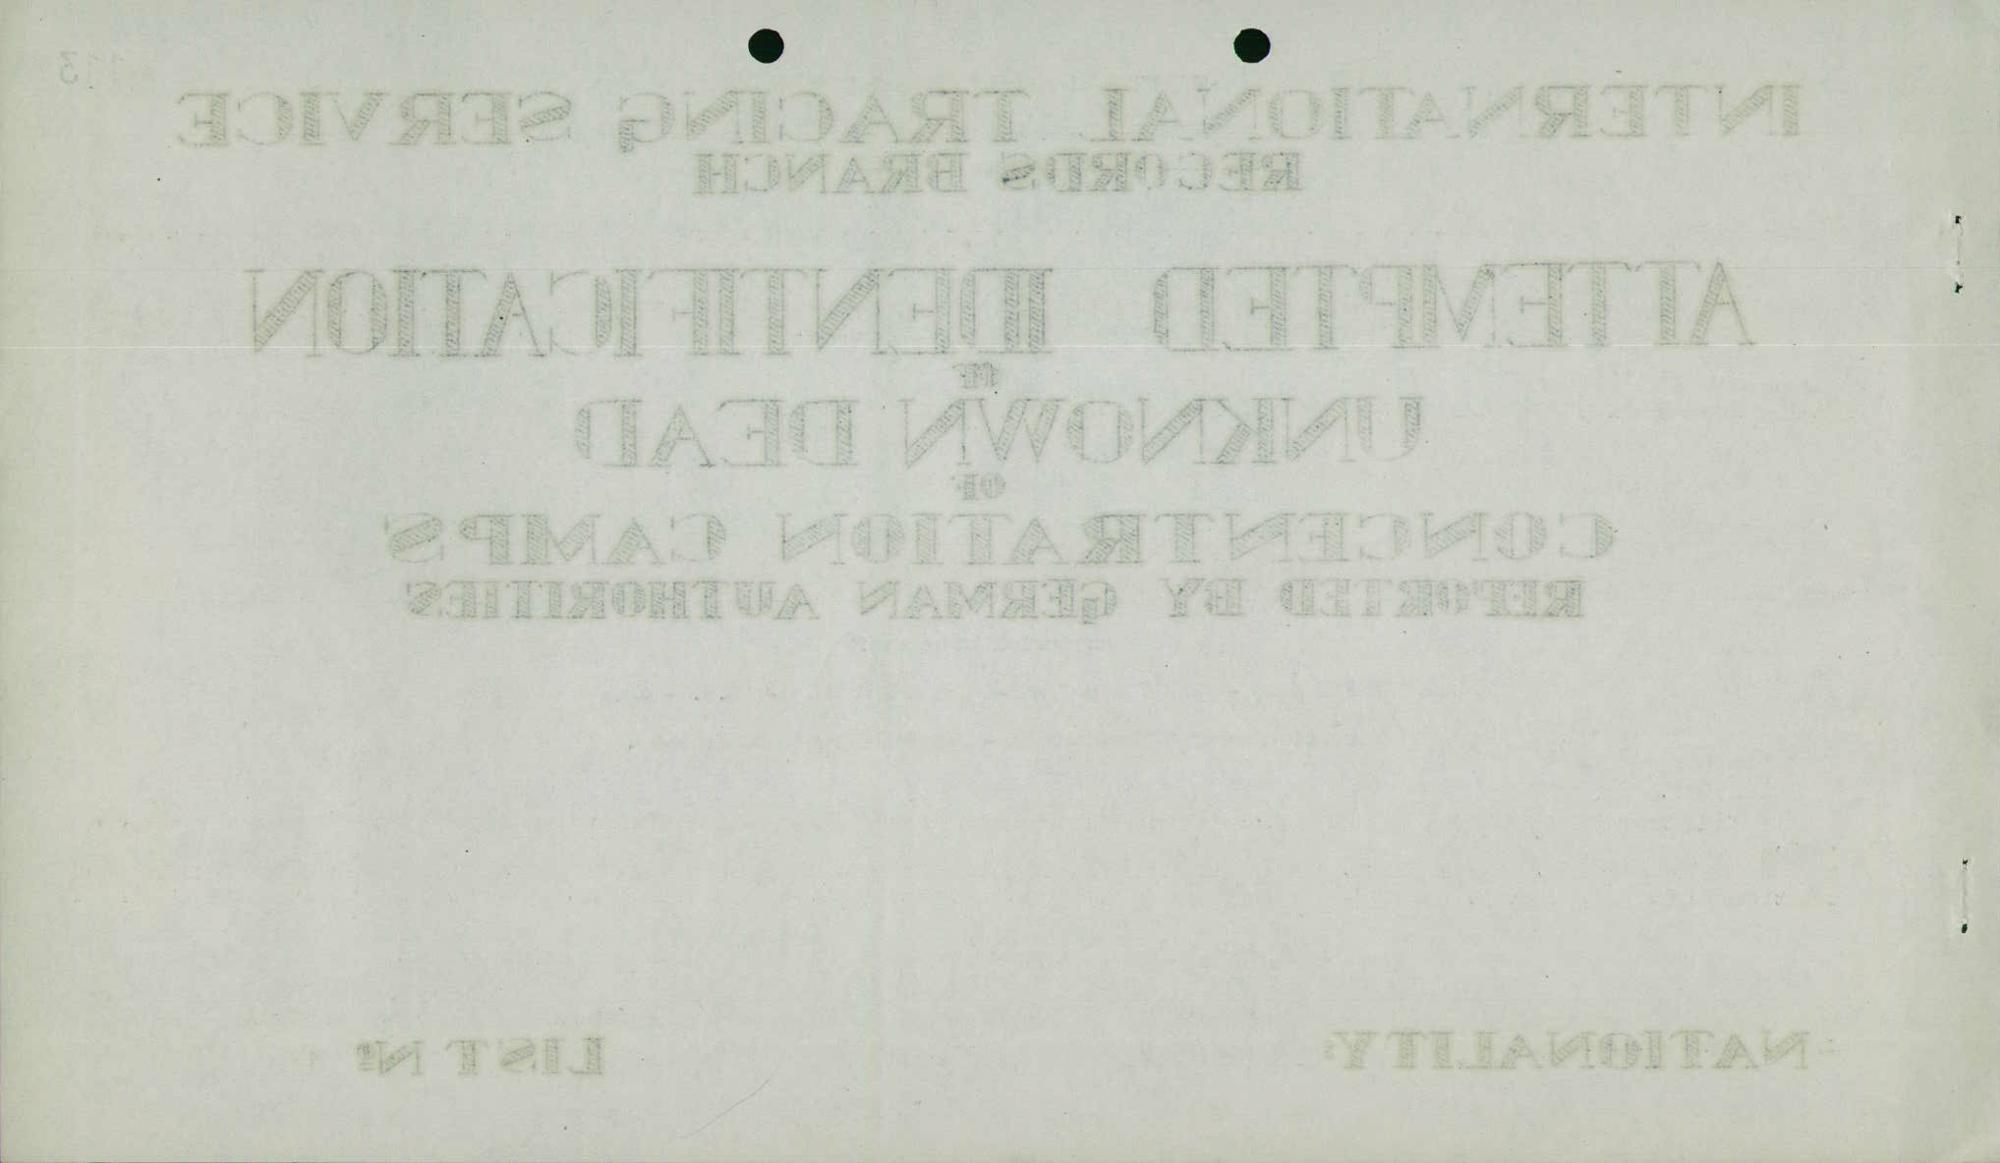 INTERNATIONAL TRACING SERVICE
RECORDS BRANCH
ATTEMPTED IDENTIFICATION
OF
UNKNOWN DEAD
OF
CONCENTRATION CAMPS
REPORTED BY GERMAN AUTHORITIES
NATIONALITY:
LIST Nº